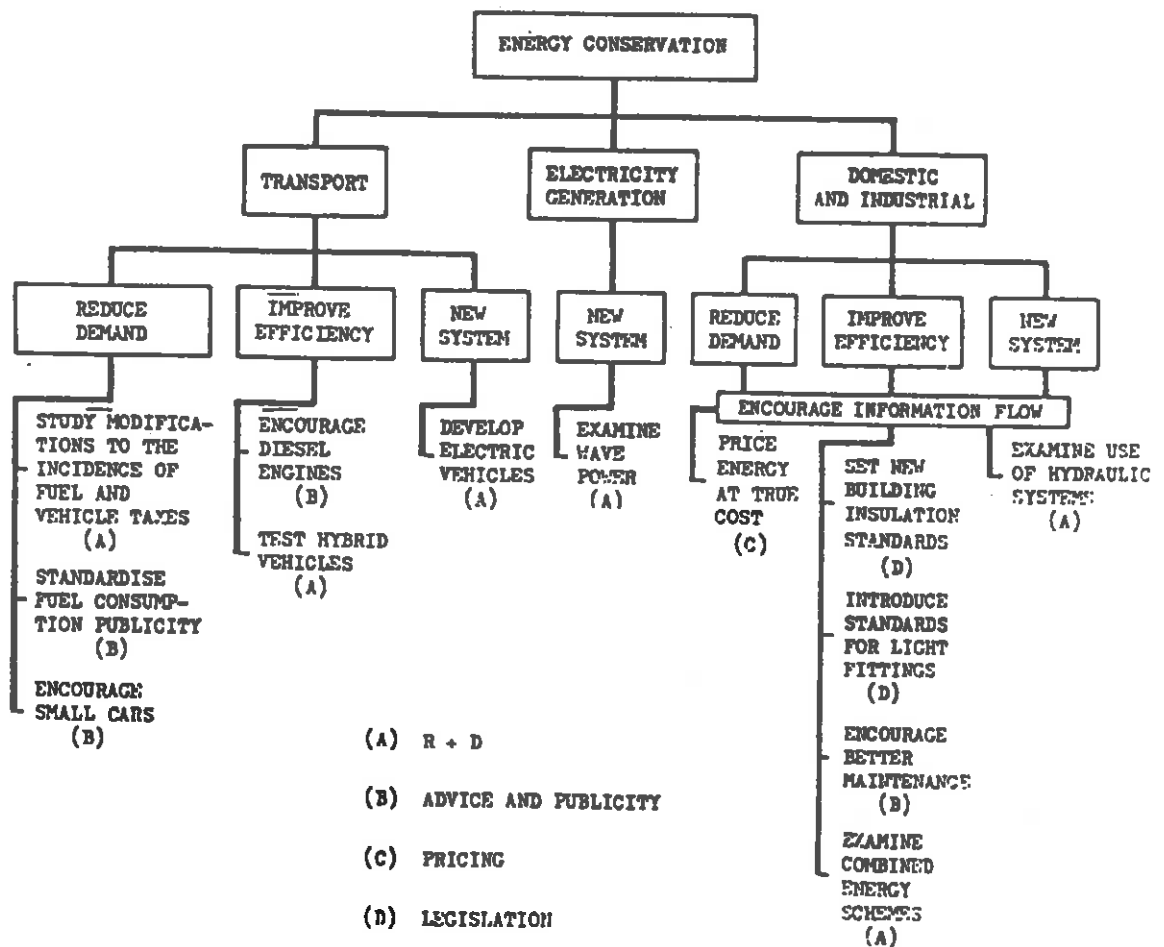 ENERGY CONSERVATION
TRANSPORT
ELECTRICITY
GENERATION
DOMESTIC
AND INDUSTRIAL
REDUCE
DEMAND
IMPROVE
EFFICIENCY
NEW
SYSTEM
NEW
SYSTEM
REDUCE
DEMAND
IMPROVE
EFFICIENCY
NEW
SYSTEM
ENCOURAGE INFORMATION FLOW
STUDY MODIFICA-
TIONS TO THE
INCIDENCE OF
FUEL AND
VEHICLE TAXES
(A)
STANDARDISE
FUEL CONSUMP-
TION PUBLICITY
(B)
ENCOURAGE
SMALL CARS
(B)
ENCOURAGE
DIESEL
ENGINES
(B)
TEST HYBRID
VEHICLES
(A)
DEVELOP
ELECTRIC
VEHICLES
(A)
EXAMINE
WAVE
POWER
(A)
PRICE
ENERGY
AT TRUE
COST
(C)
SET NEW
BUILDING
INSULATION
STANDARDS
(D)
INTRODUCE
STANDARDS
FOR LIGHT
FITTINGS
(D)
ENCOURAGE
BETTER
MAINTENANCE
(B)
EXAMINE
COMBINED
ENERGY
SCHEMES
(A)
EXAMINE USE
OF HYDRAULIC
SYSTEMS
(A)
(A) R + D
(B) ADVICE AND PUBLICITY
(C) PRICING
(D) LEGISLATION